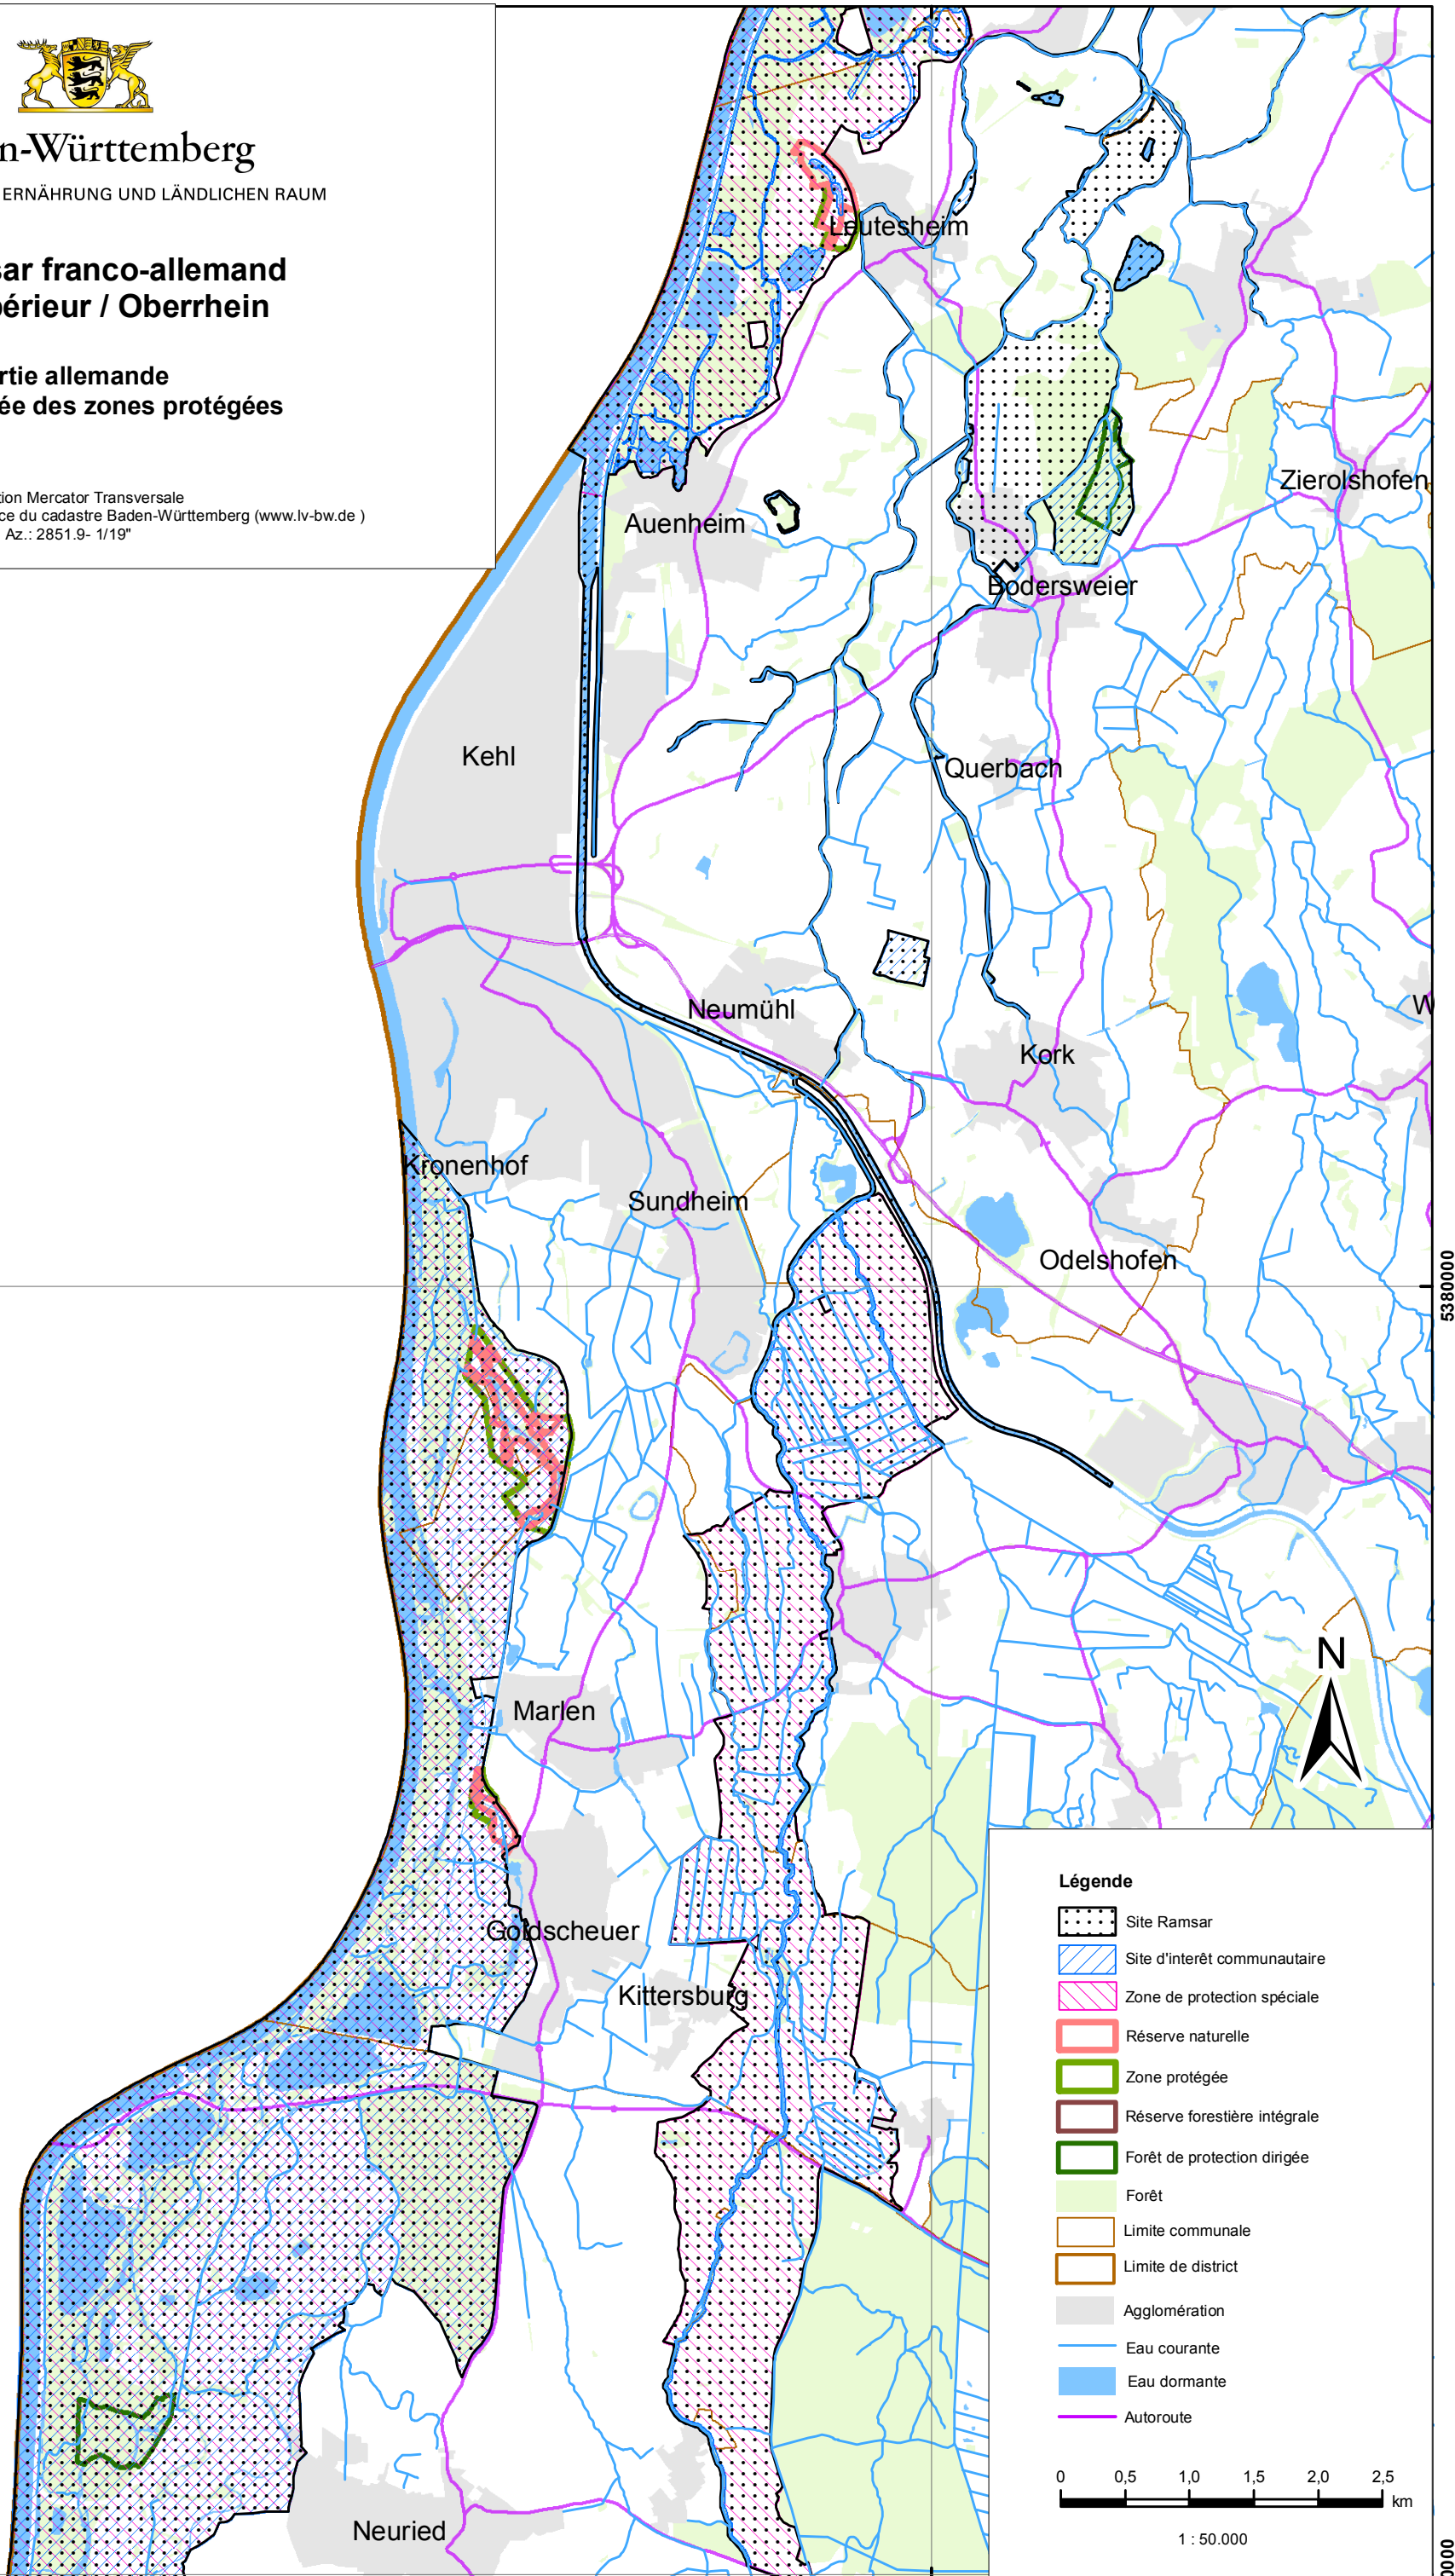 n-Württemberg
ERNÄHRUNG UND LÄNDLICHEN RAUM
sar franco-allemand
périeur / Oberrhein
rtie allemande
ée des zones protégées
tion Mercator Transversale
ce du cadastre Baden-Württemberg (www.lv-bw.de )
Az.: 2851.9- 1/19"
Leutesheim
Zierolshofen
Auenheim
Bodersweier
Kehl
Querbach
W
Neumühl
Kork
Kronenhof
Sundheim
Odelshofen
5380000
N
Marlen
Goldscheuer
Kittersburg
Neuried
Légende
Site Ramsar
Site d'interêt communautaire
Zone de protection spéciale
Réserve naturelle
Zone protégée
Réserve forestière intégrale
Forêt de protection dirigée
Forêt
Limite communale
Limite de district
Agglomération
Eau courante
Eau dormante
Autoroute
0 0,5 1,0 1,5 2,0 2,5
km
1 : 50.000
000